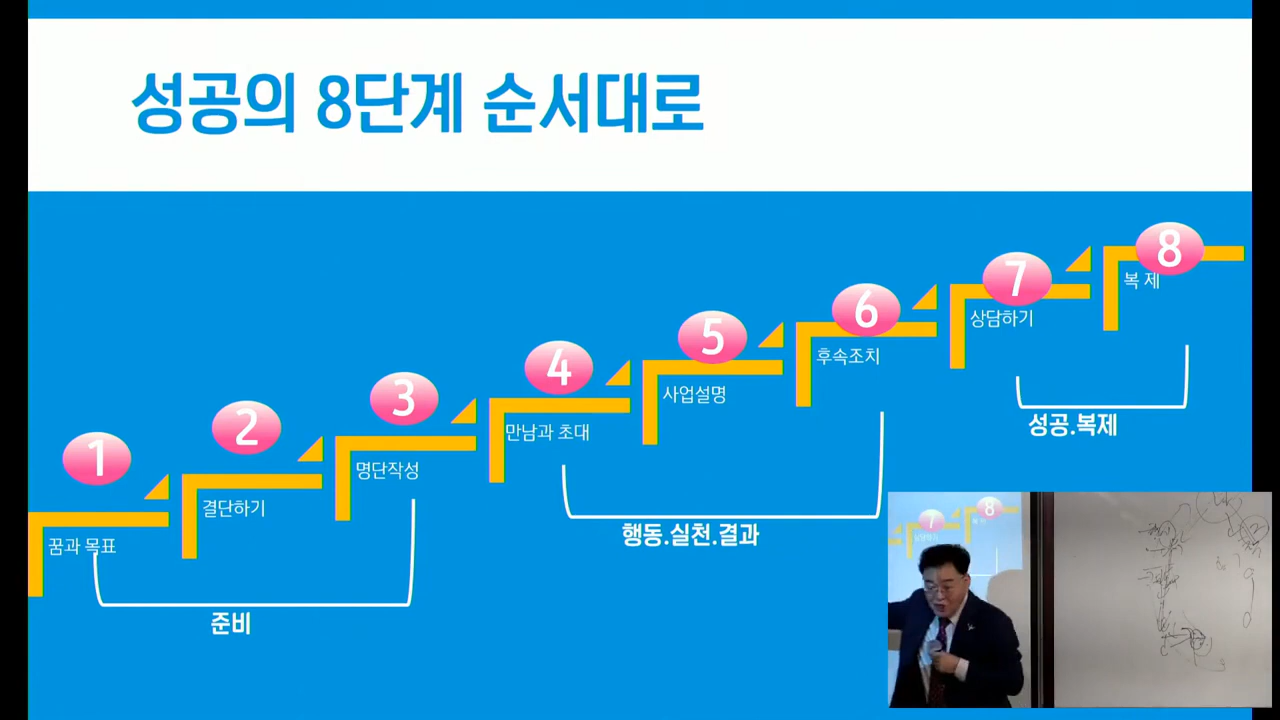 성공의 8단계 순서대로
1
꿈과 목표
2
결단하기
3
명단작성
준비
4
만남과 초대
5
사업설명
6
후속조치
행동.실천.결과
7
상담하기
8
복 제
성공.복제
7
8